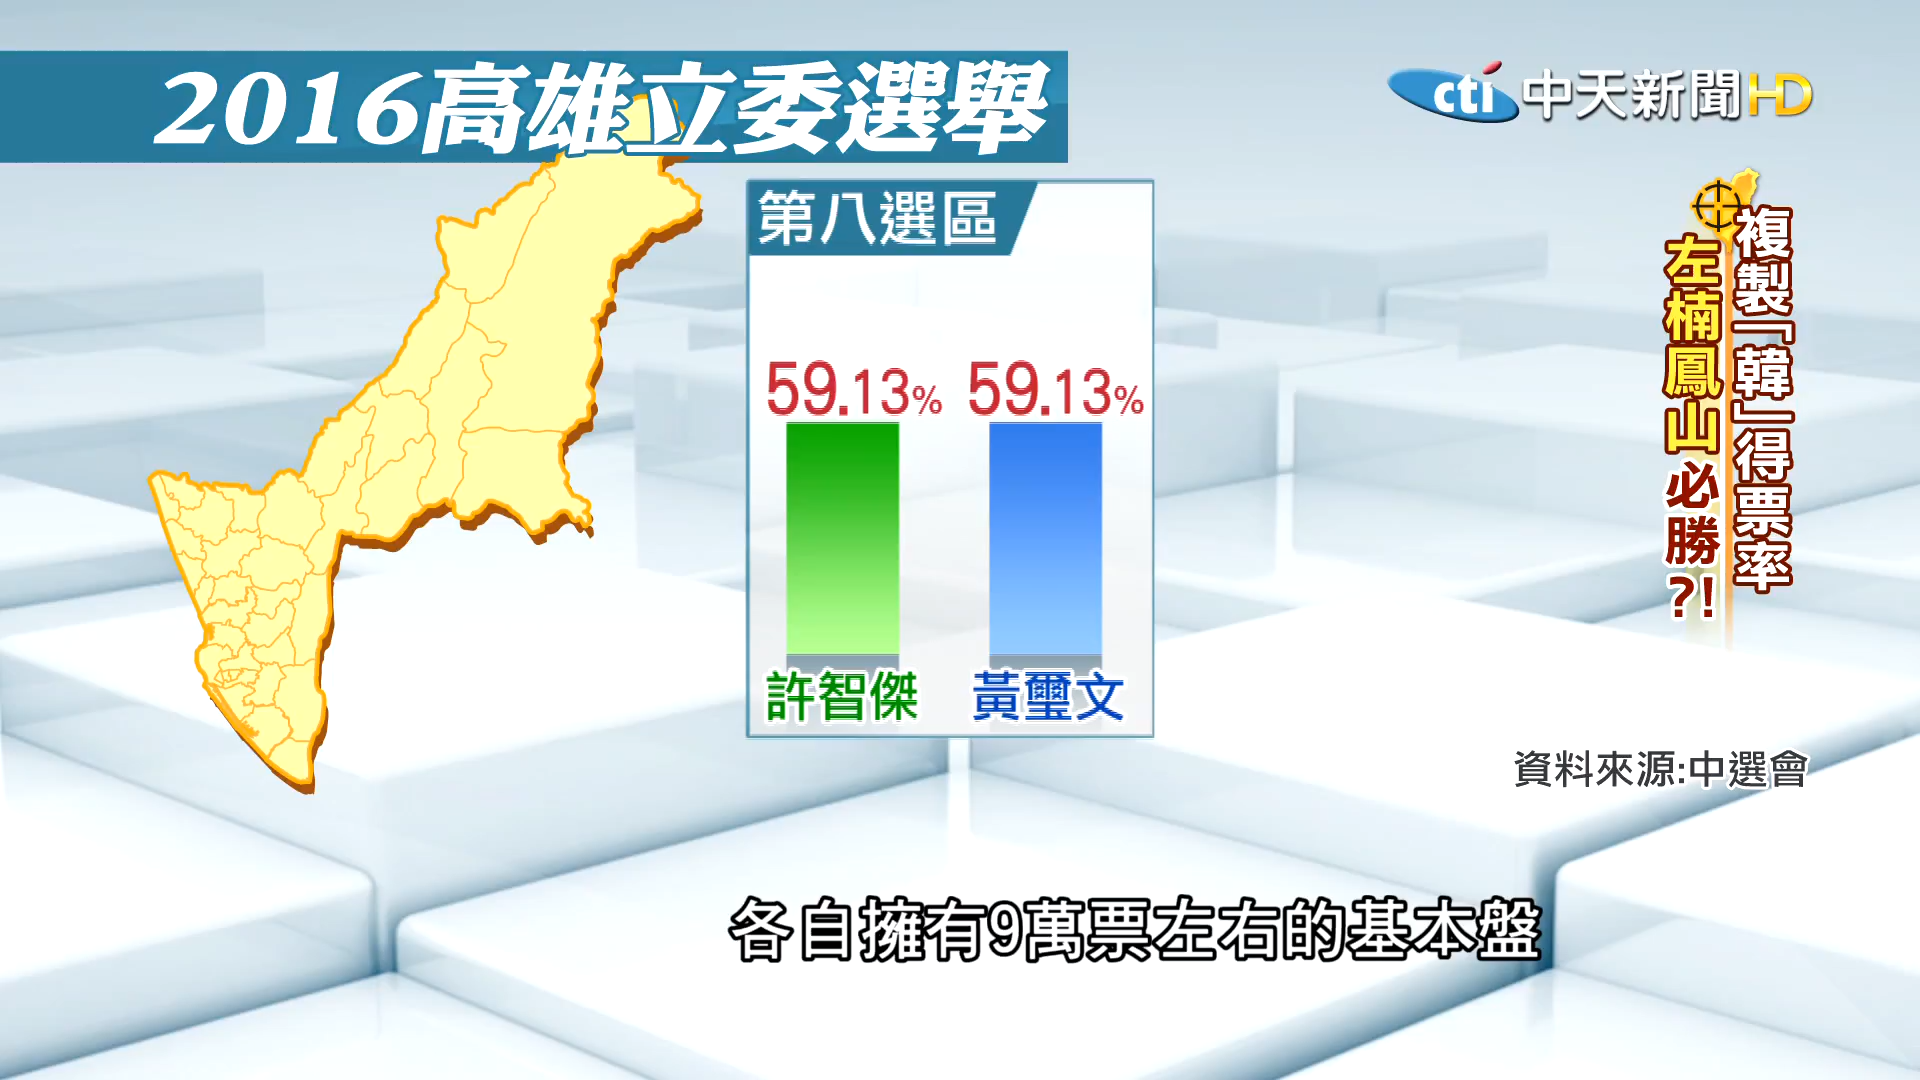 2016高雄立委選舉
cti中天新聞HD
第八選區
59.13% 59.13%
許智傑 黃璽文
複製「韓」得票率
左楠鳳山必勝?!
資料來源:中選會
各自擁有9萬票左右的基本盤